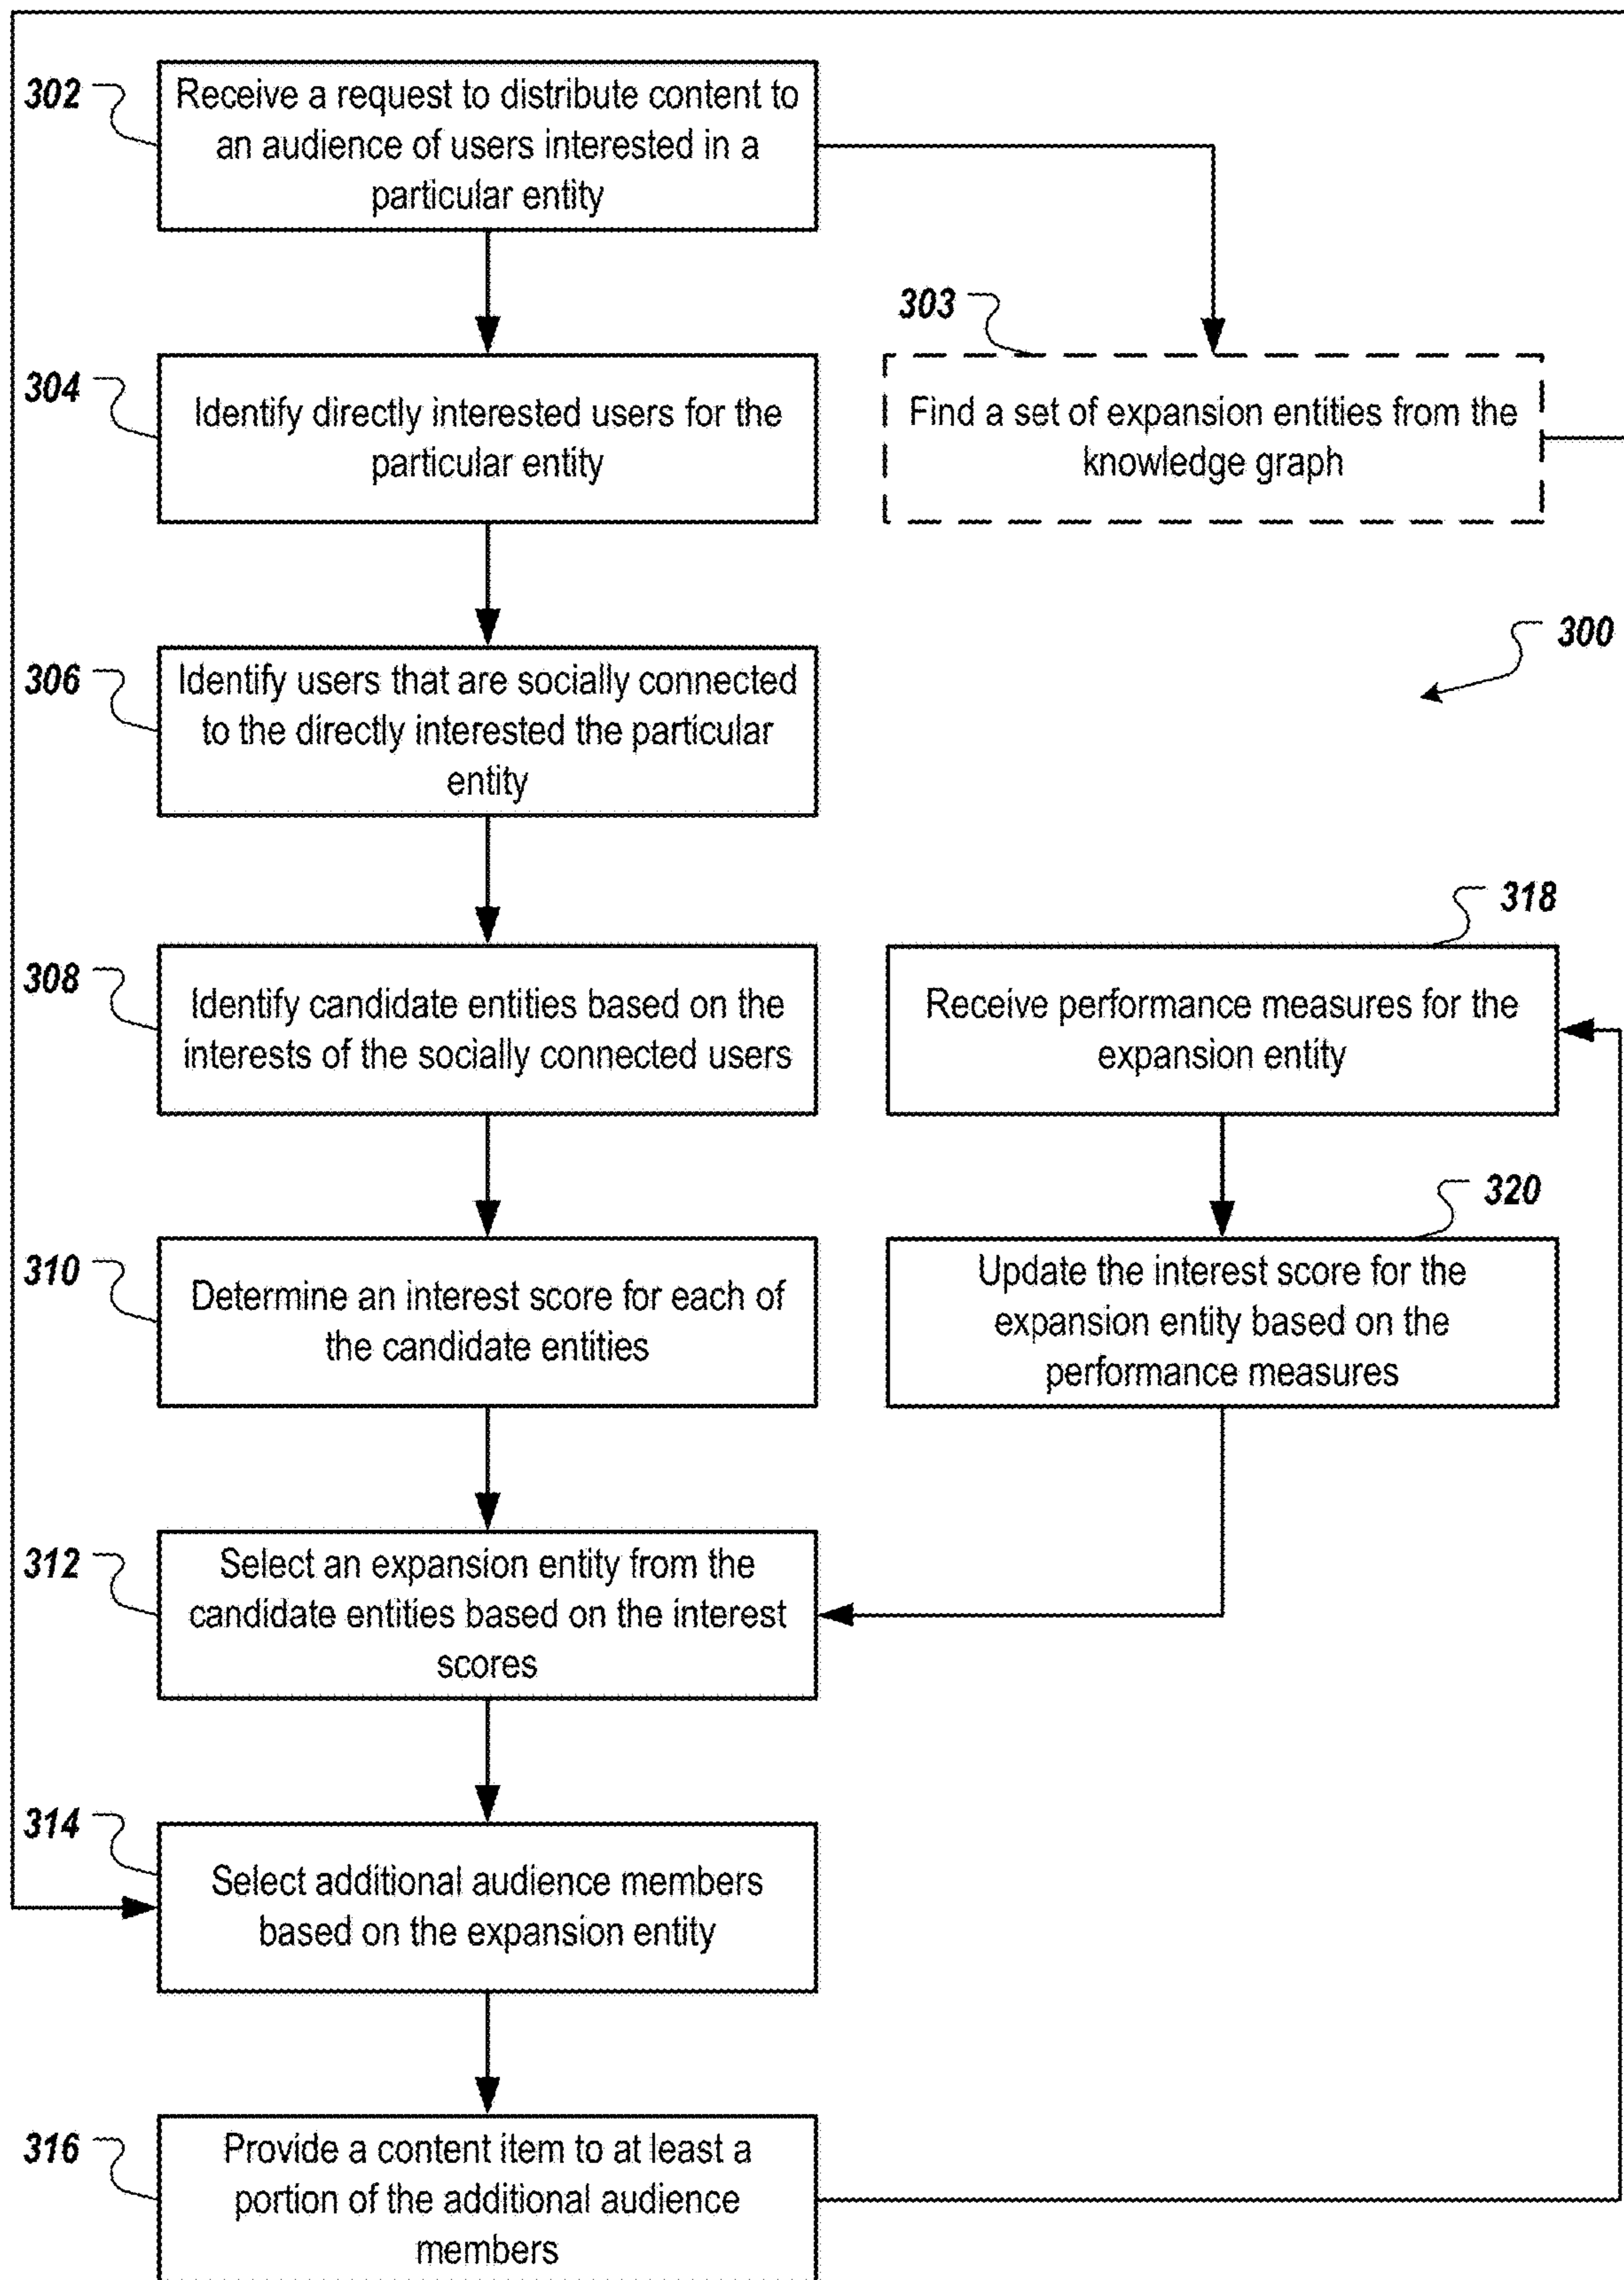 302
Receive a request to distribute content to
an audience of users interested in a
particular entity
303
304
Identify directly interested users for the
particular entity
Find a set of expansion entities from the
knowledge graph
300
306
Identify users that are socially connected
to the directly interested the particular
entity
318
308
Identify candidate entities based on the
interests of the socially connected users
Receive performance measures for the
expansion entity
320
310
Determine an interest score for each of
the candidate entities
Update the interest score for the
expansion entity based on the
performance measures
312
Select an expansion entity from the
candidate entities based on the interest
scores
314
Select additional audience members
based on the expansion entity
316
Provide a content item to at least a
portion of the additional audience
members